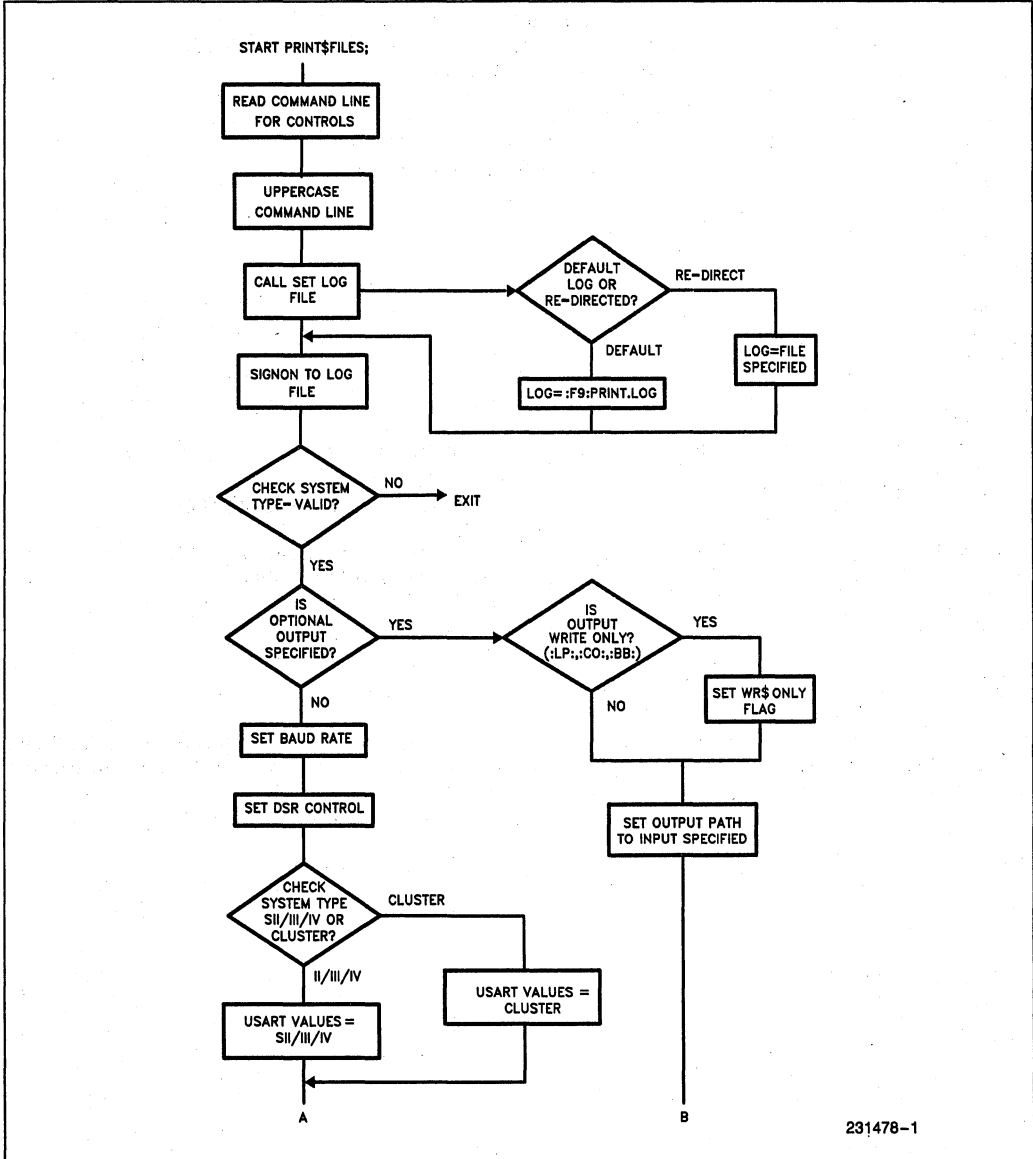 START PRINT$FILES;
READ COMMAND LINE
FOR CONTROLS
UPPERCASE
COMMAND LINE
CALL SET LOG
FILE
DEFAULT
LOG OR
RE-DIRECTED?
RE-DIRECT
DEFAULT
LOG=FILE
SPECIFIED
LOG= :F9:PRINT.LOG
SIGNON TO LOG
FILE
CHECK SYSTEM
TYPE-VALID?
NO
EXIT
YES
IS
OPTIONAL
OUTPUT
SPECIFIED?
YES
IS
OUTPUT
WRITE ONLY?
(:LP:,:CO:,:BB:)
YES
NO
SET WR$ ONLY
FLAG
NO
SET BAUD RATE
SET DSR CONTROL
SET OUTPUT PATH
TO INPUT SPECIFIED
CHECK
SYSTEM TYPE
SII/III/IV OR
CLUSTER?
CLUSTER
II/III/IV
USART VALUES =
SII/III/IV
USART VALUES =
CLUSTER
A
B
231478-1